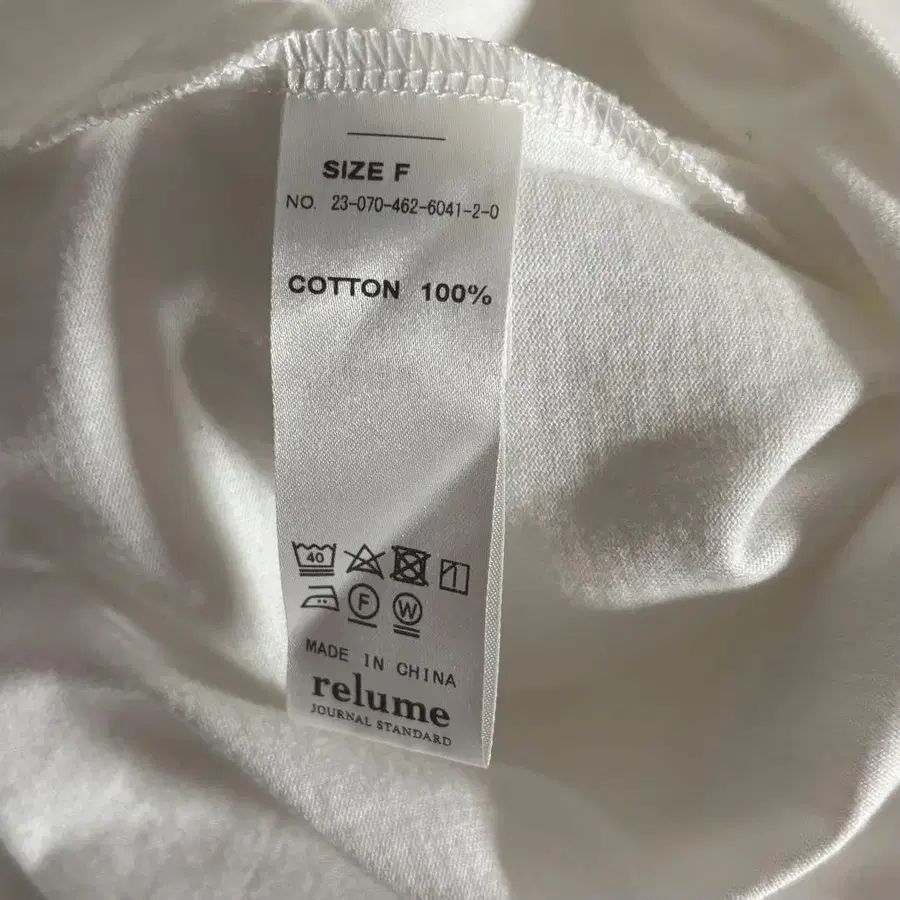 SIZE F
NO. 23-070-462-6041-2-0
COTTON 100%
40
F W
MADE IN CHINA
relume
JOURNAL STANDARD